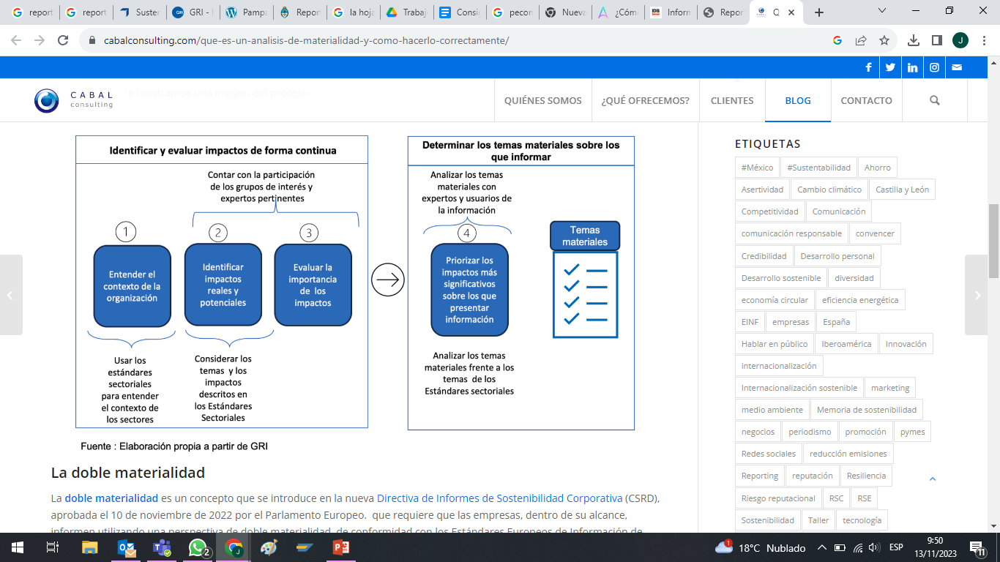 report
report
Susten
GRI - 
Pampa
Repor
la hoja
Trabaj
Consid
pecon
Nueva
¿Cómo
Inform
Repor
Q
cabalconsulting.com/que-es-un-analisis-de-materialidad-y-como-hacerlo-correctamente/
J
CABAL
consulting
te mostramos una imagen del proceso
QUIÉNES SOMOS
¿QUÉ OFRECEMOS?
CLIENTES
BLOG
CONTACTO
Identificar y evaluar impactos de forma continua
Contar con la participación
de los grupos de interés y
expertos pertinentes
1
2
3
Entender el
contexto de la
organización
Identificar
impactos
reales y
potenciales
Evaluar la
importancia
de los
impactos
Usar los
estándares
sectoriales
para entender
el contexto de
los sectores
Considerar los
temas y los
impactos
descritos en
los Estándares
Sectoriales
Determinar los temas materiales sobre los
que informar
Analizar los temas
materiales con
expertos y usuarios de
la información
4
Priorizar los
impactos más
significativos
sobre los que
presentar
información
Temas
materiales
Analizar los temas
materiales frente a los
temas de los
Estándares sectoriales
Fuente : Elaboración propia a partir de GRI
La doble materialidad
La doble materialidad es un concepto que se introduce en la nueva Directiva de Informes de Sostenibilidad Corporativa (CSRD),
aprobada el 10 de noviembre de 2022 por el Parlamento Europeo. que requiere que las empresas, dentro de su alcance,
informen utilizando una perspectiva de doble materialidad, de conformidad con los Estándares Europeos de Información de
ETIQUETAS
#México #Sustentabilidad Ahorro
Asertividad Cambio climático Castilla y León
Competitividad Comunicación
comunicación responsable convencer
Credibilidad Desarrollo personal
Desarrollo sostenible diversidad
economía circular eficiencia energética
EINF empresas España
Hablar en público Iberoamérica Innovación
internacionalización
Internacionalización sostenible marketing
medio ambiente Memoria de sostenibilidad
negocios periodismo promoción pymes
Redes sociales reducción emisiones
Reporting reputación Resiliencia
Riesgo reputacional RSC RSE
Sostenibilidad Taller tecnología
2
1
18°C Nublado
ESP
9:50
13/11/2023
11